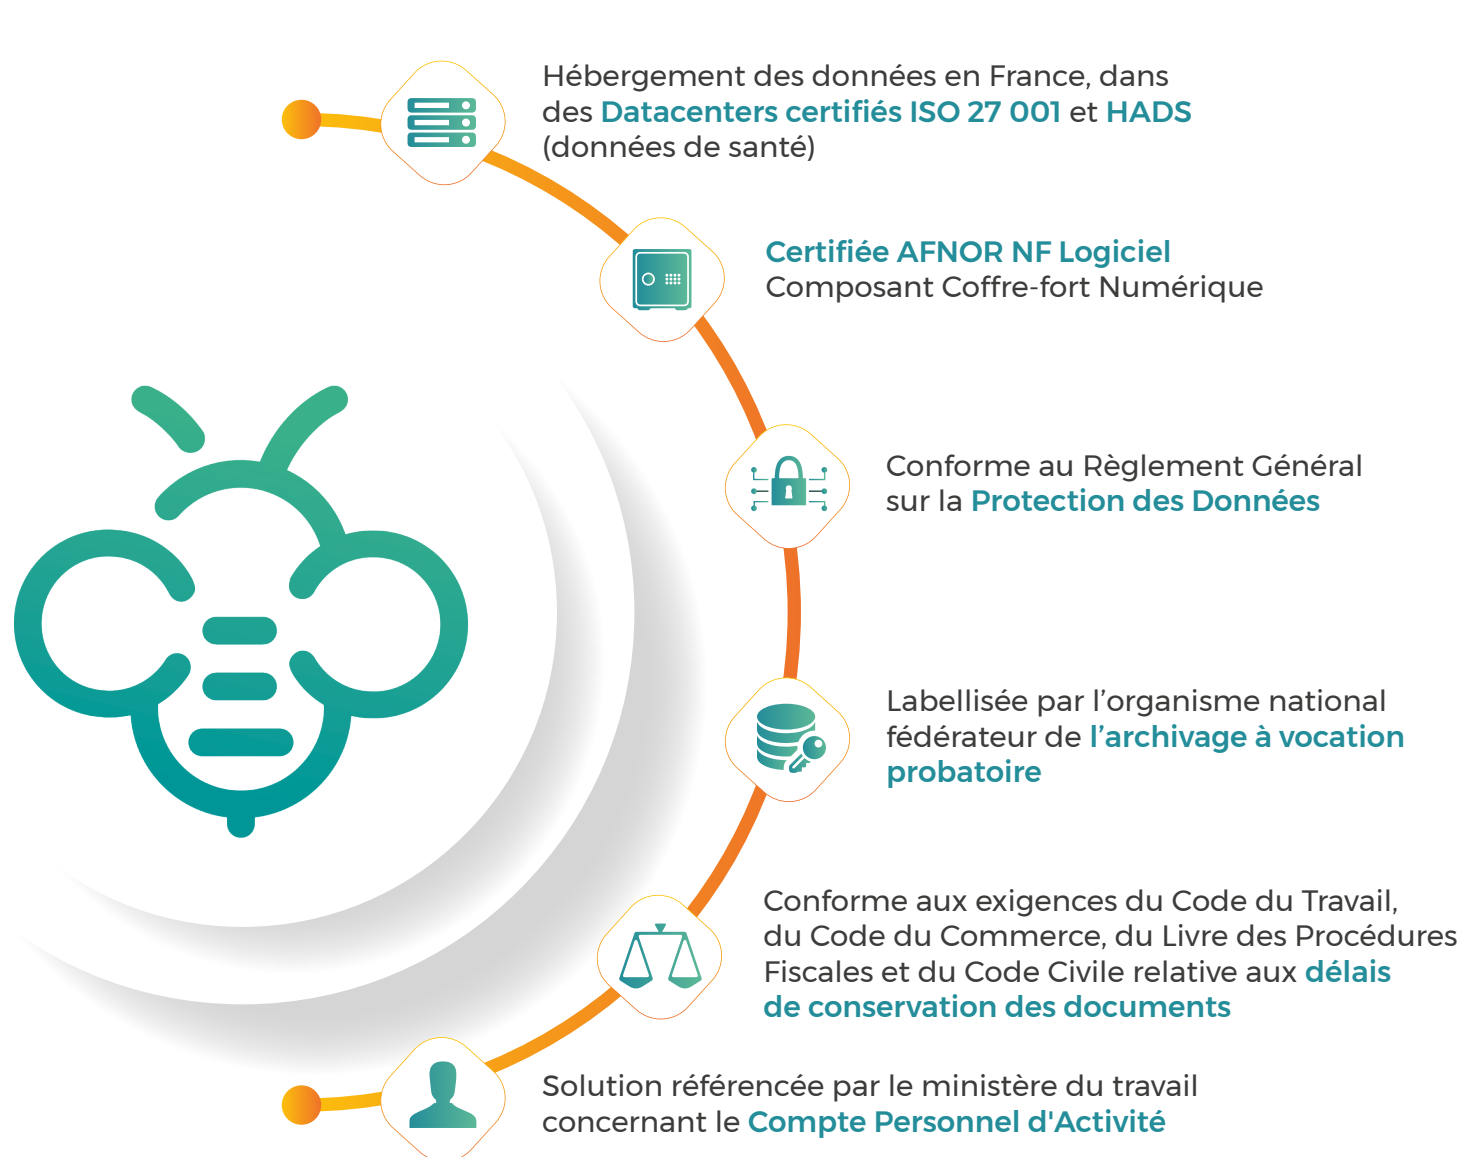 Hébergement des données en France, dans
des Datacenters certifiés ISO 27 001 et HADS
(données de santé)
Certifiée AFNOR NF Logiciel
Composant Coffre-fort Numérique
Conforme au Règlement Général
sur la Protection des Données
Labellisée par l’organisme national
fédérateur de l’archivage à vocation
probatoire
Conforme aux exigences du Code du Travail,
du Code du Commerce, du Livre des Procédures
Fiscales et du Code Civile relative aux délais
de conservation des documents
Solution référencée par le ministère du travail
concernant le Compte Personnel d'Activité